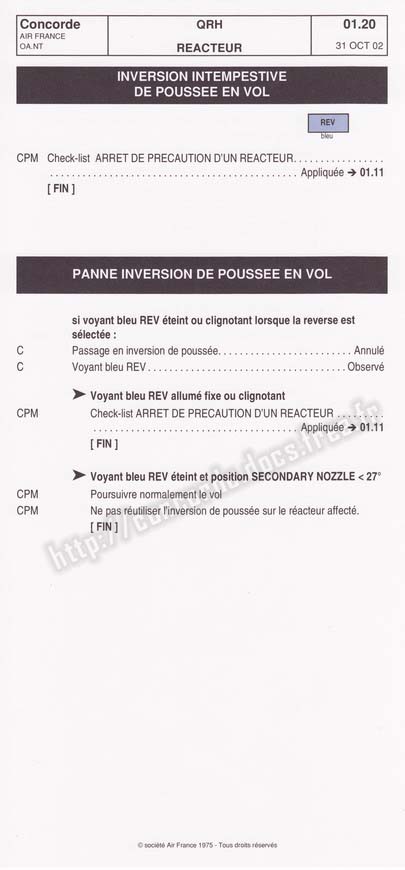 Concorde QRH 01.20
AIR FRANCE
OA.NT REACTEUR 31 OCT 02
INVERSION INTEMPESTIVE
DE POUSSEE EN VOL
REV
bleu
CPM Check-list ARRET DE PRECAUTION D'UN REACTEUR. . . . . . . . . . . . . . . .
. . . . . . . . . . . . . . . . . . . . . . . . . . . . . . . . . . . . . . . . . . Appliquée ➔ 01.11
[ FIN ]
PANNE INVERSION DE POUSSEE EN VOL
si voyant bleu REV éteint ou clignotant lorsque la reverse est
sélectée :
C Passage en inversion de poussée. . . . . . . . . . . . . . . . . . . . . . . Annulé
C Voyant bleu REV . . . . . . . . . . . . . . . . . . . . . . . . . . . . . . . . . . Observé
➤ Voyant bleu REV allumé fixe ou clignotant
CPM Check-list ARRET DE PRECAUTION D'UN REACTEUR . . . . . . . .
. . . . . . . . . . . . . . . . . . . . . . . . . . . . . . . . . . . Appliquée ➔ 01.11
[ FIN ]
➤ Voyant bleu REV éteint et position SECONDARY NOZZLE < 27°
CPM Poursuivre normalement le vol
CPM Ne pas réutiliser l'inversion de poussée sur le réacteur affecté.
[ FIN ]
http://concorde.docs.free.fr
© société Air France 1975 - Tous droits réservés